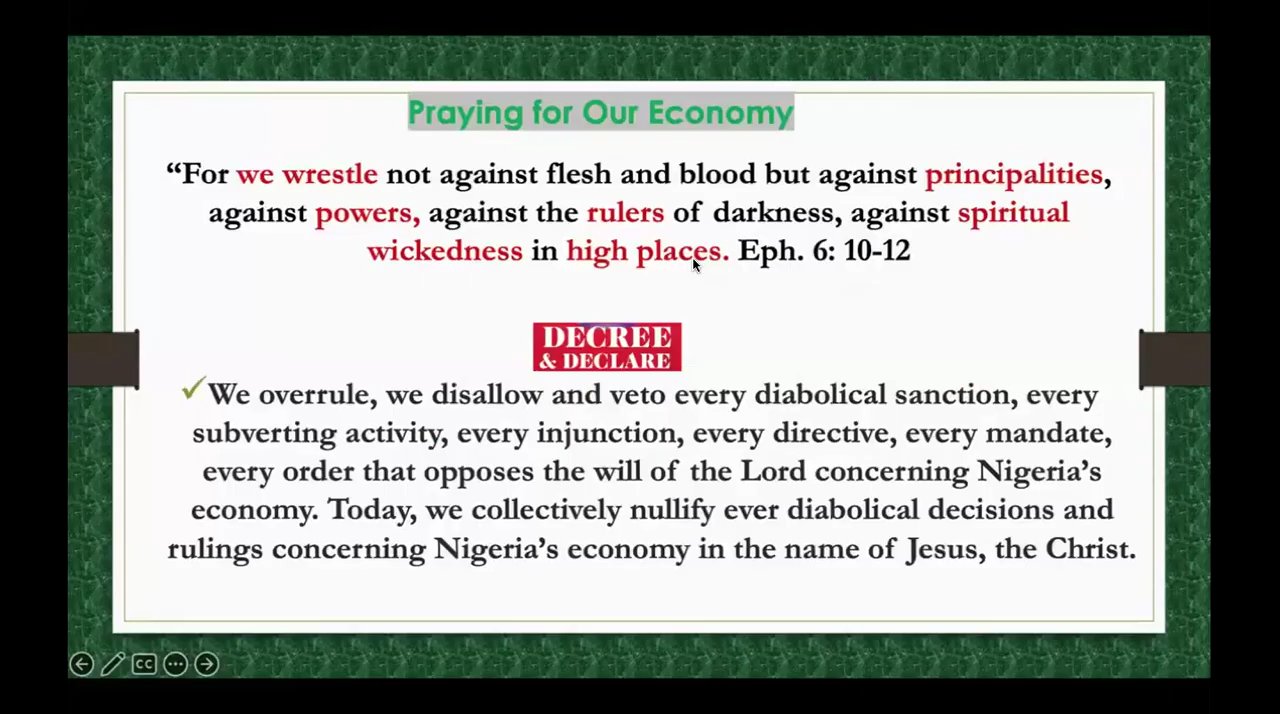 Praying for Our Economy
“For we wrestle not against flesh and blood but against principalities,
against powers, against the rulers of darkness, against spiritual
wickedness in high places. Eph. 6: 10-12
DECREE
& DECLARE
✓We overrule, we disallow and veto every diabolical sanction, every
subverting activity, every injunction, every directive, every mandate,
every order that opposes the will of the Lord concerning Nigeria’s
economy. Today, we collectively nullify ever diabolical decisions and
rulings concerning Nigeria’s economy in the name of Jesus, the Christ.
CC